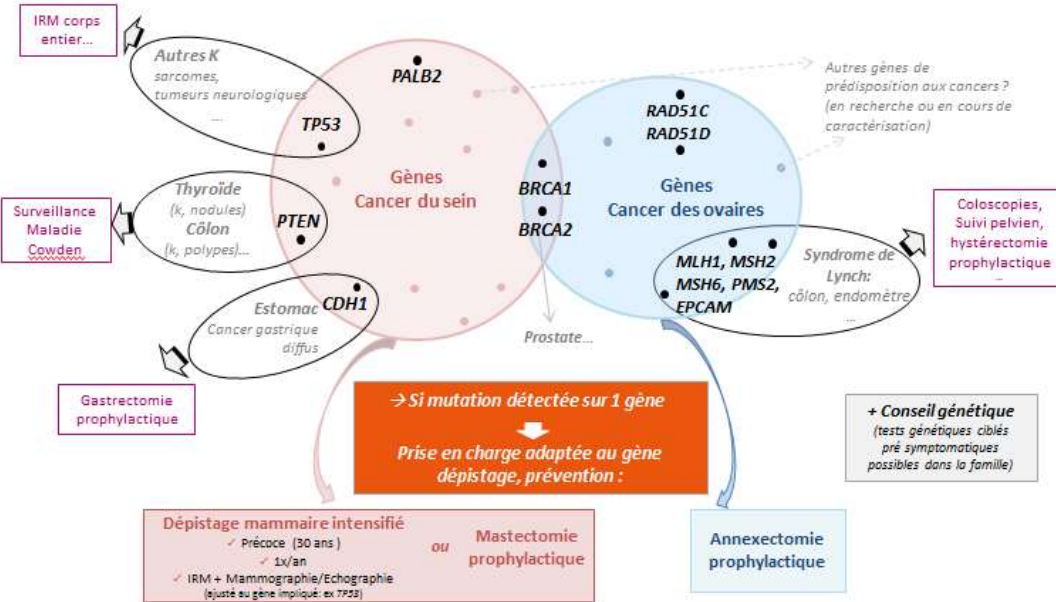 IRM corps
entier…
Autres K
sarcomes,
tumeurs neurologiques
….
TP53
PALB2
Gènes
Cancer du sein
RAD51C
RAD51D
Gènes
Cancer des ovaires
BRCA1
BRCA2
Autres gènes de
prédisposition aux cancers ?
(en recherche ou en cours de
caractérisation)
Surveillance
Maladie
Cowden
Thyroïde
(k, nodules)
Côlon
(k, polypes)…
PTEN
Estomac
Cancer gastrique
diffus
CDH1
Gastrectomie
prophylactique
MLH1, MSH2
MSH6, PMS2,
EPCAM
Syndrome de
Lynch:
côlon, endomètre
…
Coloscopies,
Suivi pelvien,
hystérectomie
prophylactique
…
Prostate…
→ Si mutation détectée sur 1 gène
Prise en charge adaptée au gène
dépistage, prévention :
+ Conseil génétique
(tests génétiques ciblés
pré symptomatiques
possibles dans la famille)
Dépistage mammaire intensifié
✓ Précoce (30 ans )
✓ 1x/an
✓ IRM + Mammographie/Echographie
(ajusté au gène impliqué: ex TP53)
ou
Mastectomie
prophylactique
Annexectomie
prophylactique